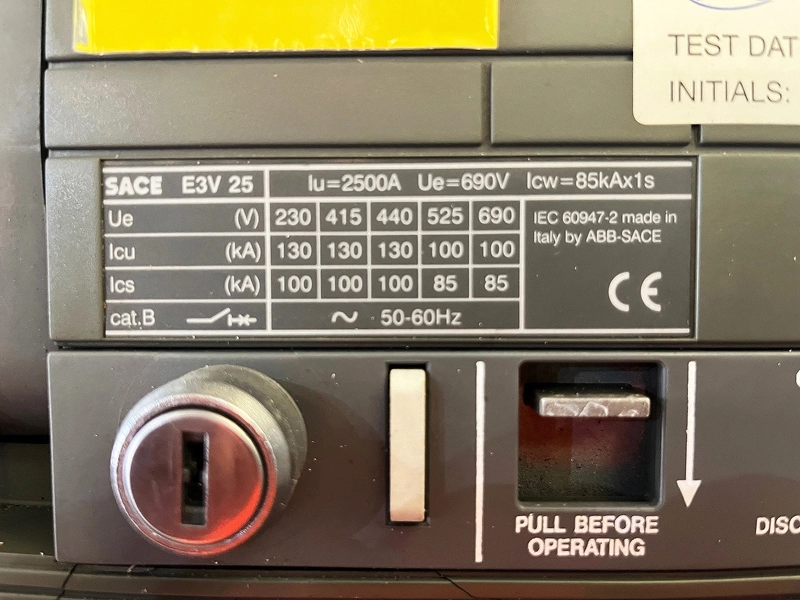 TEST DAT
INITIALS:
SACE E3V 25 Iu=2500A Ue=690V Icw=85kAx1s
Ue (V) 230 415 440 525 690
Icu (kA) 130 130 130 100 100
Ics (kA) 100 100 100 85 85
cat.B ~ 50-60Hz
IEC 60947-2 made in
Italy by ABB-SACE
CE
PULL BEFORE
OPERATING
DISC